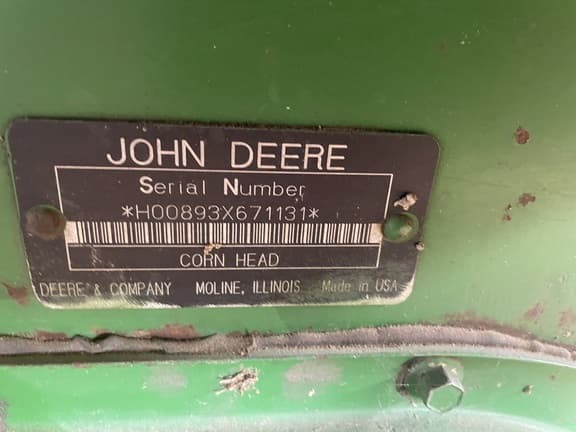 JOHN DEERE
Serial Number
*H00893X671131*
CORN HEAD
DEERE & COMPANY MOLINE, ILLINOIS Made in USA